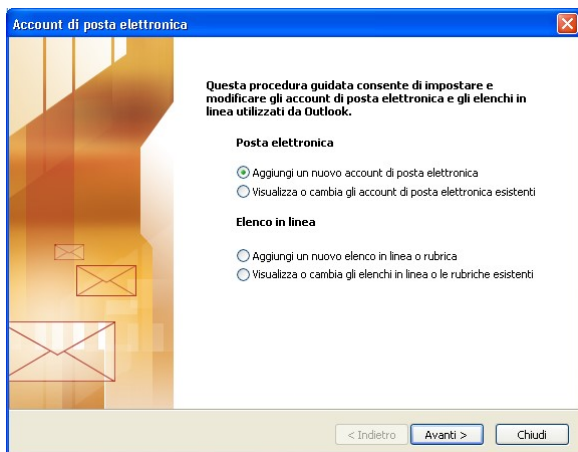 Account di posta elettronica
Questa procedura guidata consente di impostare e
modificare gli account di posta elettronica e gli elenchi in
linea utilizzati da Outlook.
Posta elettronica
Aggiungi un nuovo account di posta elettronica
Visualizza o cambia gli account di posta elettronica esistenti
Elenco in linea
Aggiungi un nuovo elenco in linea o rubrica
Visualizza o cambia gli elenchi in linea o le rubriche esistenti
< Indietro Avanti > Chiudi